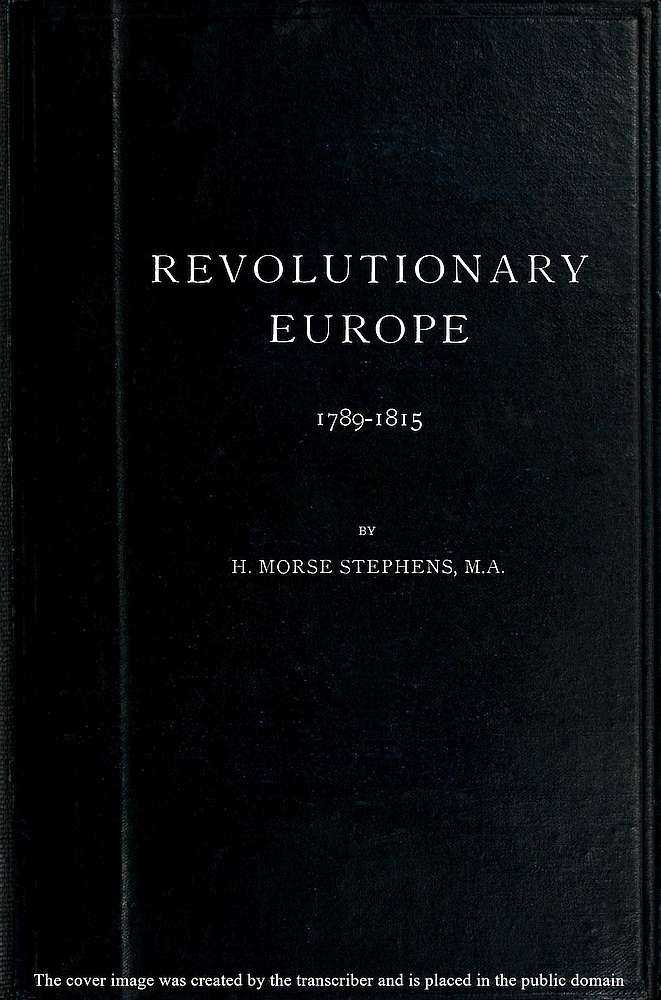 REVOLUTIONARY
EUROPE
1789-1815
BY
H. MORSE STEPHENS, M.A.
The cover image was created by the transcriber and is placed in the public domain